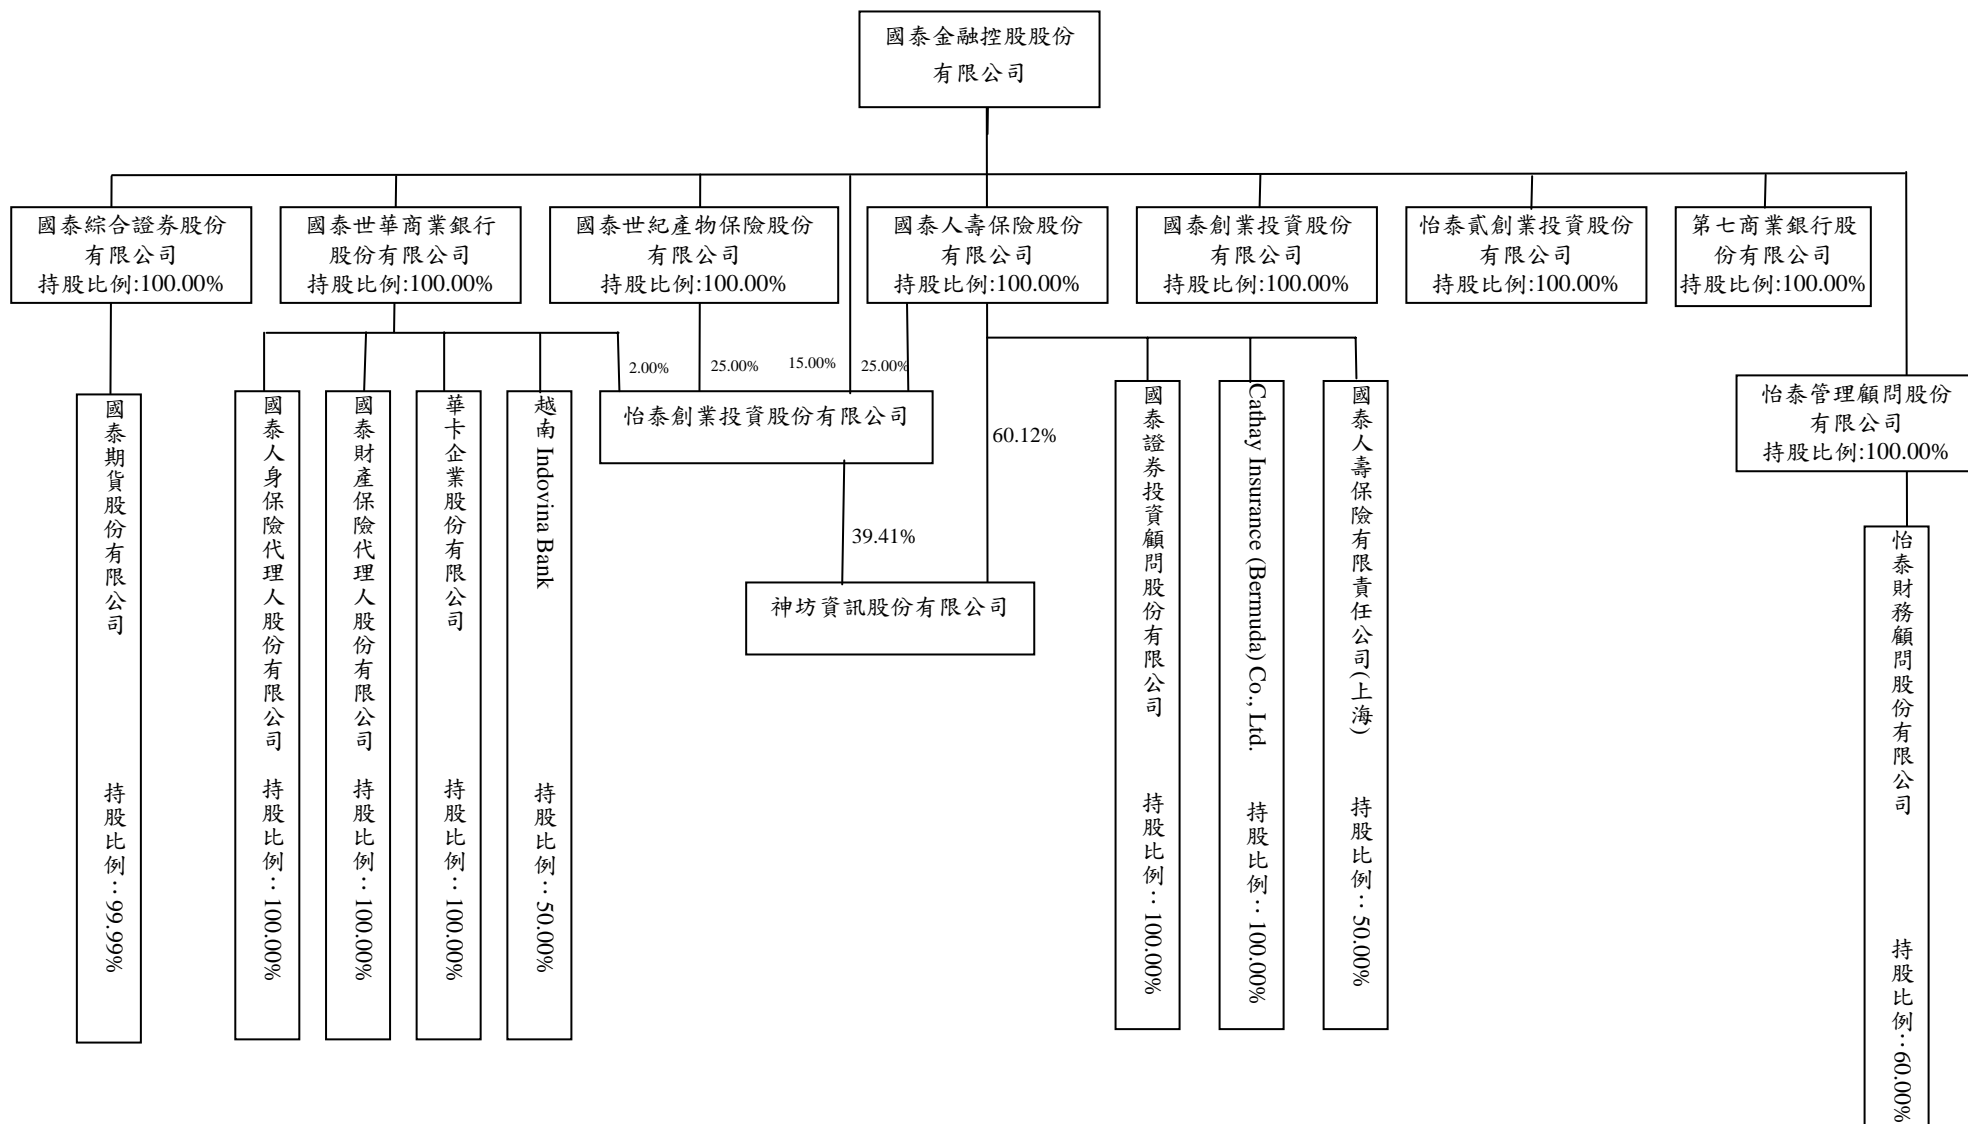 國泰金融控股股份
有限公司
國泰綜合證券股份
有限公司
持股比例:100.00%
國泰世華商業銀行
股份有限公司
持股比例:100.00%
國泰世紀產物保險股份
有限公司
持股比例:100.00%
國泰人壽保險股份
有限公司
持股比例:100.00%
國泰創業投資股份
有限公司
持股比例:100.00%
怡泰貳創業投資股份
有限公司
持股比例:100.00%
第七商業銀行股
份有限公司
持股比例:100.00%
2.00%
25.00%
15.00%
25.00%
怡泰管理顧問股份
有限公司
持股比例:100.00%
國泰期貨股份有限公司 持股比例:99.99%
國泰人身保險代理人股份有限公司 持股比例:100.00%
國泰財產保險代理人股份有限公司 持股比例:100.00%
華卡企業股份有限公司 持股比例:100.00%
越南 Indovina Bank 持股比例:50.00%
怡泰創業投資股份有限公司
60.12%
39.41%
神坊資訊股份有限公司
國泰證券投資顧問股份有限公司 持股比例:100.00%
Cathay Insurance (Bermuda) Co., Ltd. 持股比例:100.00%
國泰人壽保險有限責任公司(上海) 持股比例:50.00%
怡泰財務顧問股份有限公司 持股比例:60.00%